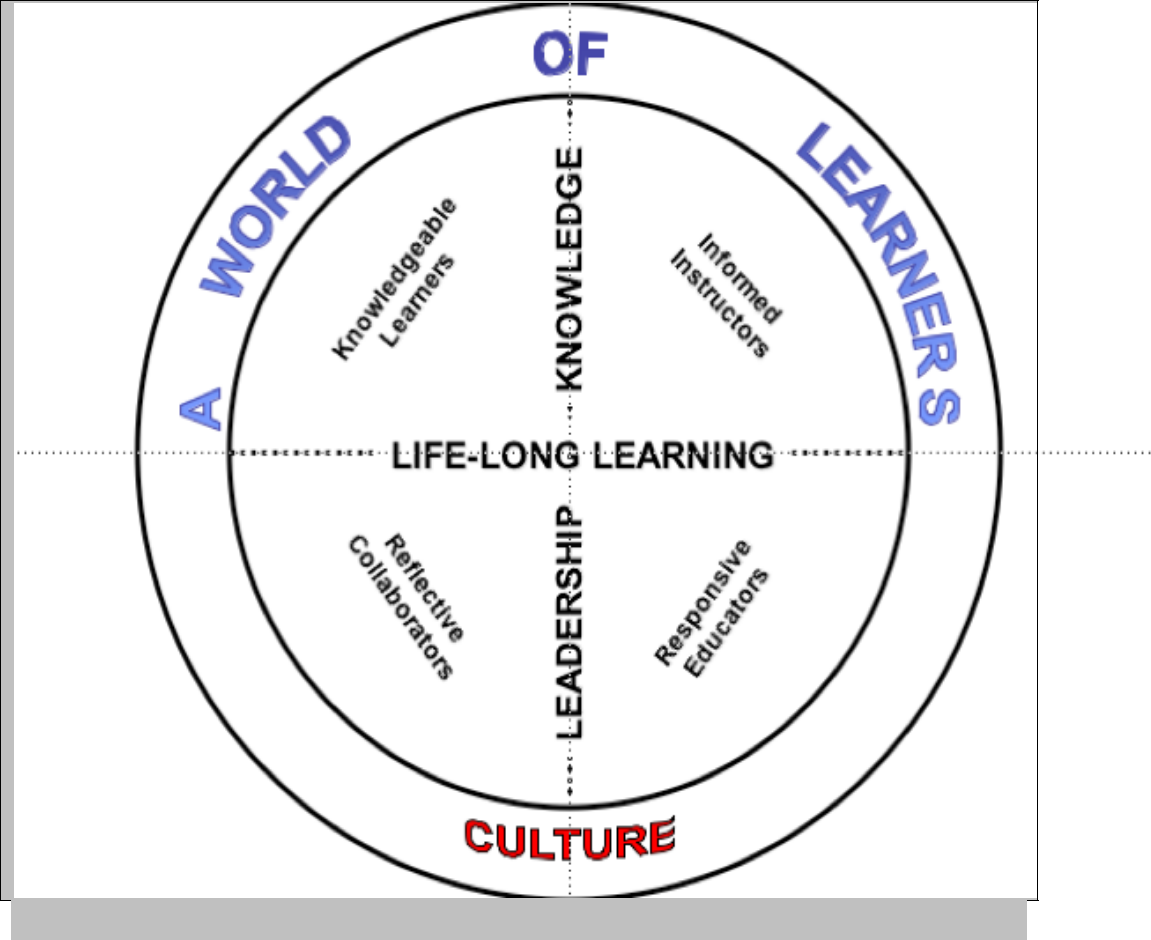 A WORLD OF LEARNERS
KNOWLEDGE
Knowledgeable
Learners
Informed
Instructors
LIFE-LONG LEARNING
LEADERSHIP
Reflective
Collaborators
Responsive
Educators
CULTURE